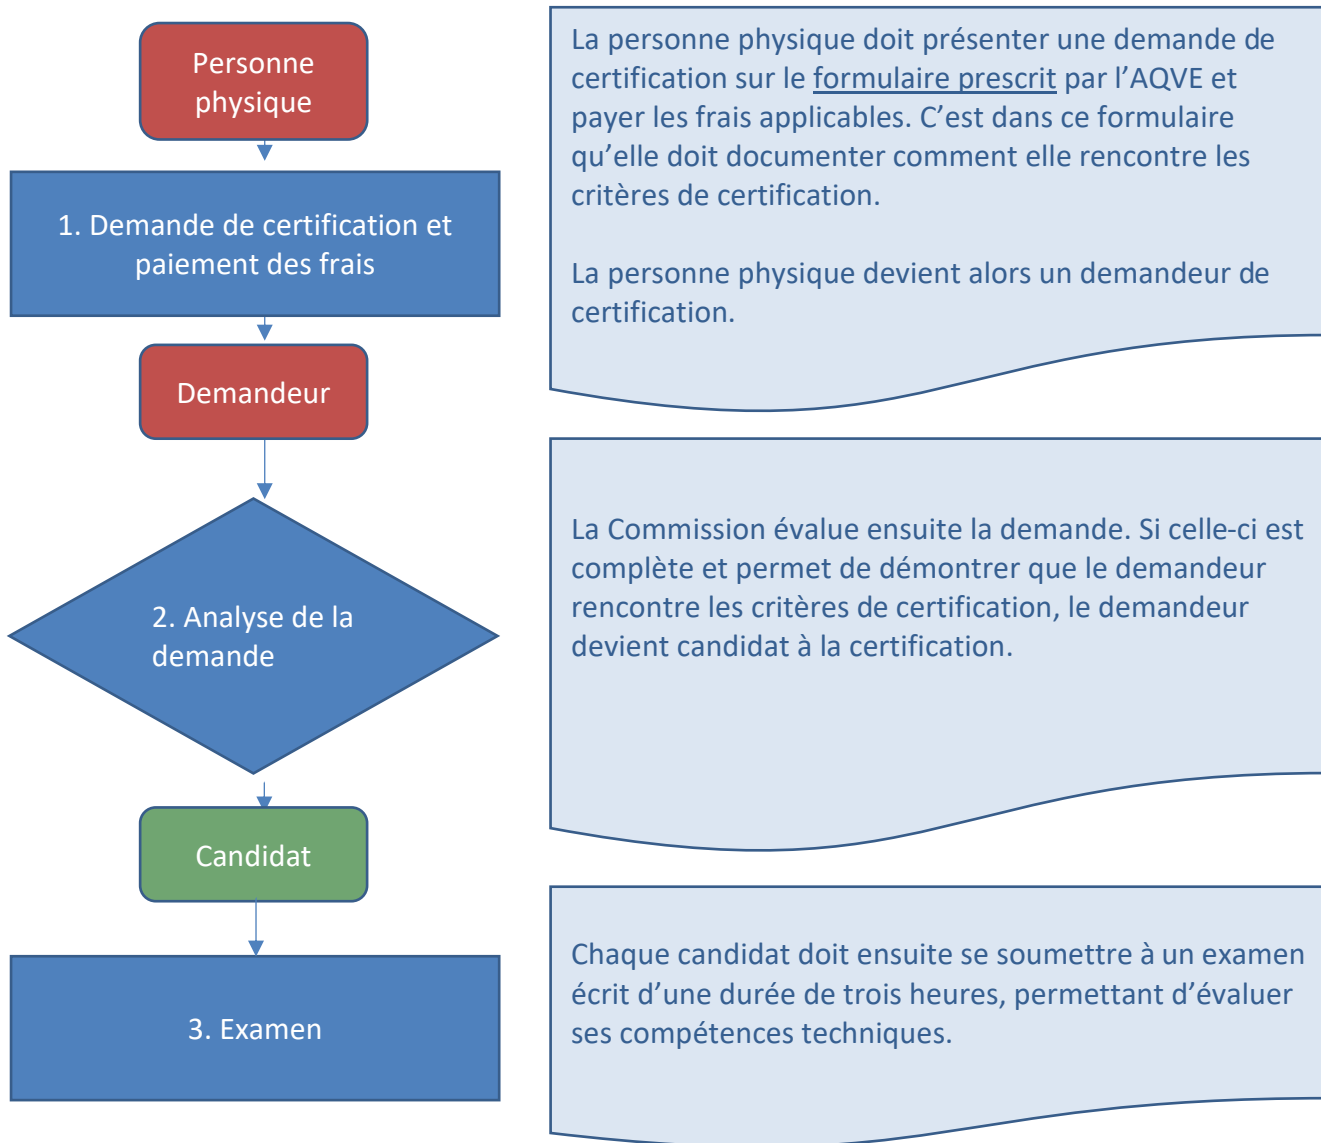 Personne
physique
La personne physique doit présenter une demande de
certification sur le formulaire prescrit par l’AQVE et
payer les frais applicables. C’est dans ce formulaire
qu’elle doit documenter comment elle rencontre les
critères de certification.
La personne physique devient alors un demandeur de
certification.
1. Demande de certification et
paiement des frais
Demandeur
2. Analyse de la
demande
La Commission évalue ensuite la demande. Si celle-ci est
complète et permet de démontrer que le demandeur
rencontre les critères de certification, le demandeur
devient candidat à la certification.
Candidat
3. Examen
Chaque candidat doit ensuite se soumettre à un examen
écrit d’une durée de trois heures, permettant d’évaluer
ses compétences techniques.